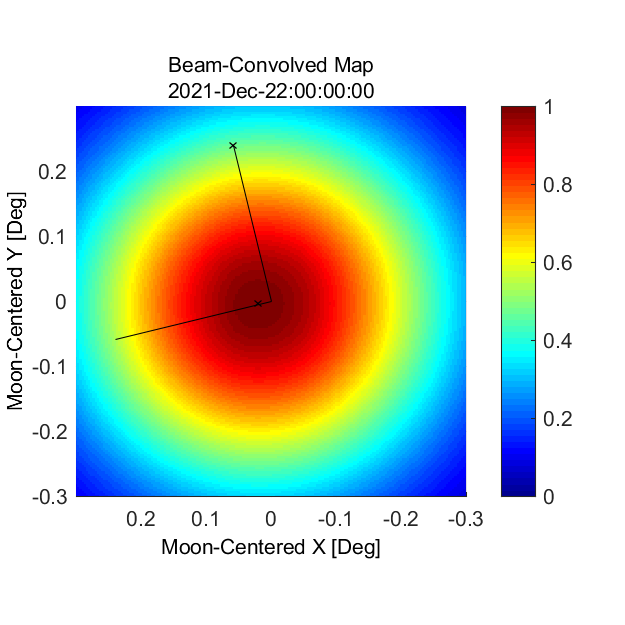 Beam-Convolved Map
2021-Dec-22:00:00:00
Moon-Centered Y [Deg]
0.2
0.1
0
-0.1
-0.2
-0.3
0.2 0.1 0 -0.1 -0.2 -0.3
Moon-Centered X [Deg]
1
0.8
0.6
0.4
0.2
0